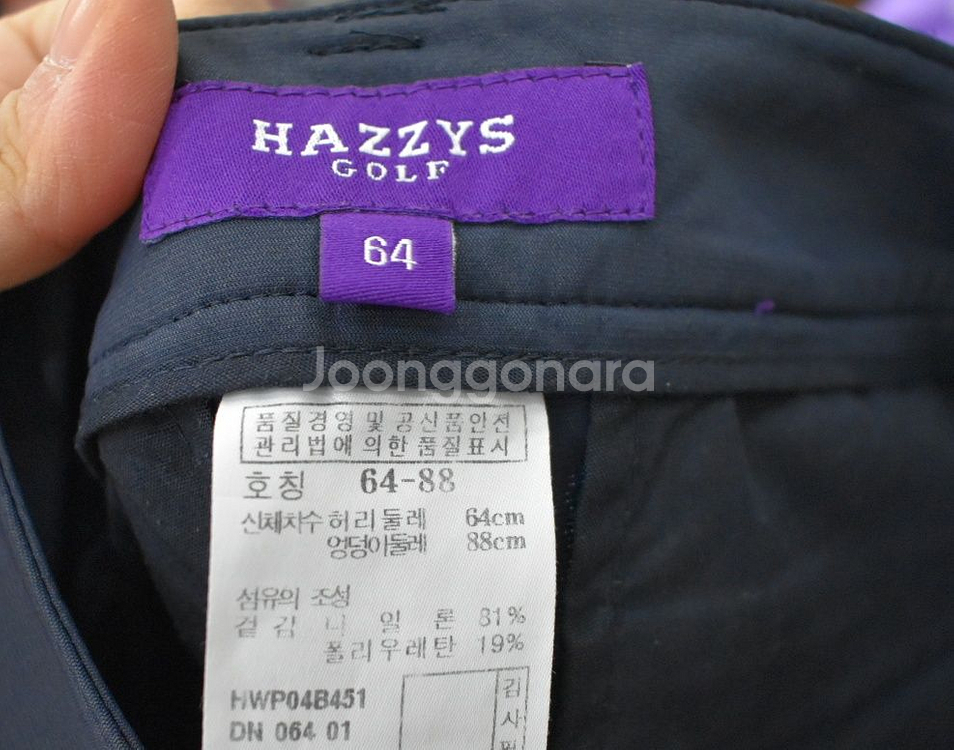 HAZZYS
GOLF
64
Joonggonara
품질경영 및 공산품안전
관리법에 의한 품질표시
호칭 64-88
신체치수 허리둘레 64cm
엉덩이둘레 88cm
섬유의 조성
겉감 나일론 81%
폴리우레탄 19%
HWP04B451
DN 064 01
김
사